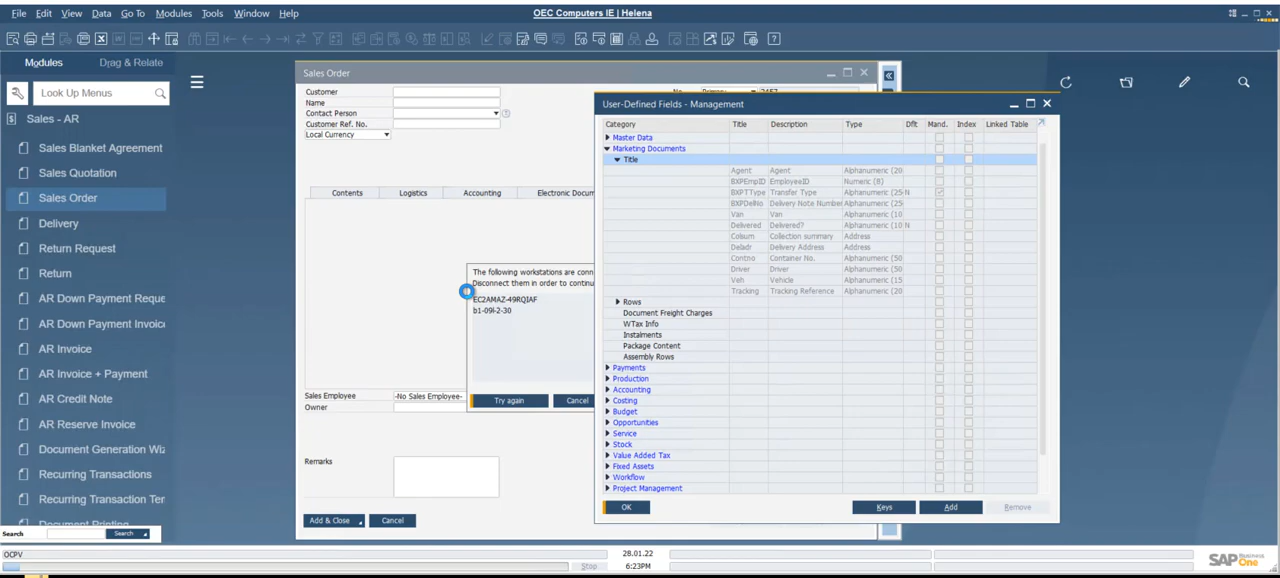 File Edit View Data Go To Modules Tools Window Help
OEC Computers IE | Helena
Modules
Drag & Relate
Look Up Menus
Sales - AR
Sales Blanket Agreement
Sales Quotation
Sales Order
Delivery
Return Request
Return
AR Down Payment Reque
AR Down Payment Invoic
AR Invoice
AR Invoice + Payment
AR Credit Note
AR Reserve Invoice
Document Generation Wiz
Recurring Transactions
Recurring Transaction Ter
Document Printing
Search
Search
Sales Order
Customer
Name
Contact Person
Customer Ref. No.
Local Currency
No. Primary
Contents Logistics Accounting Electronic Docum
The following workstations are conn
Disconnect them in order to continu
EC2AMAZ-49RQIAF
b1-09l-2-30
Try again Cancel
Sales Employee -No Sales Employee-
Owner
Remarks
Add & Close Cancel
User-Defined Fields - Management
Category Title Description Type Dflt Mand. Index Linked Table
Master Data
Marketing Documents
Title
Agent Agent Alphanumeric (20
BXPEmpID EmployeeID Numeric (8)
BXPTType Transfer Type Alphanumeric (25 N
BXPDelNo Delivery Note Number Alphanumeric (25
Van Van Alphanumeric (10
Delivered Delivered? Alphanumeric (10 N
Colsum Collection summary Address
Deladr Delivery Address Address
Contno Container No. Alphanumeric (50
Driver Driver Alphanumeric (50
Veh Vehicle Alphanumeric (15
Tracking Tracking Reference Alphanumeric (20
Rows
Document Freight Charges
WTax Info
Instalments
Package Content
Assembly Rows
Payments
Production
Accounting
Costing
Budget
Opportunities
Service
Stock
Value Added Tax
Fixed Assets
Workflow
Project Management
OK Keys Add Remove
OCPV
28.01.22
Stop 6:23PM
SAP Business One